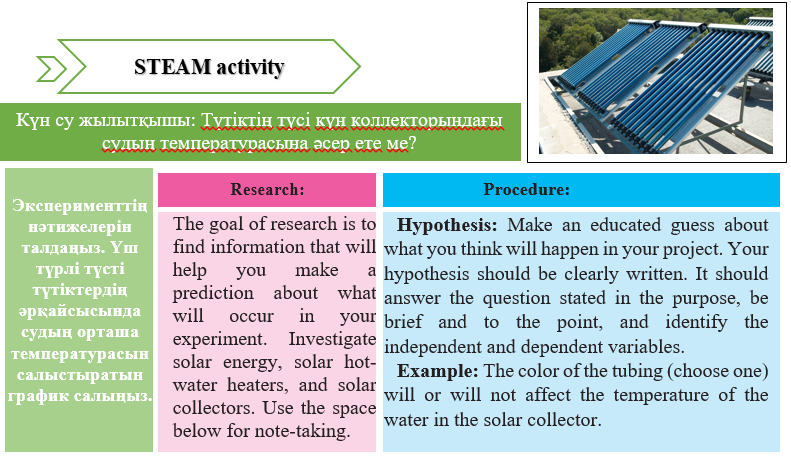 STEAM activity
Күн су жылытқышы: Түтіктің түсі күн коллекторындағы
судың температурасына әсер ете ме?
Эксперименттің
нәтижелерін
талдаңыз. Үш
түрлі түсті
түтіктердің
әрқайсысында
судың орташа
температурасын
салыстыратын
график салыңыз.
Research:
The goal of research is to
find information that will
help you make a
prediction about what
will occur in your
experiment. Investigate
solar energy, solar hot-
water heaters, and solar
collectors. Use the space
below for note-taking.
Procedure:
Hypothesis: Make an educated guess about
what you think will happen in your project. Your
hypothesis should be clearly written. It should
answer the question stated in the purpose, be
brief and to the point, and identify the
independent and dependent variables.
Example: The color of the tubing (choose one)
will or will not affect the temperature of the
water in the solar collector.